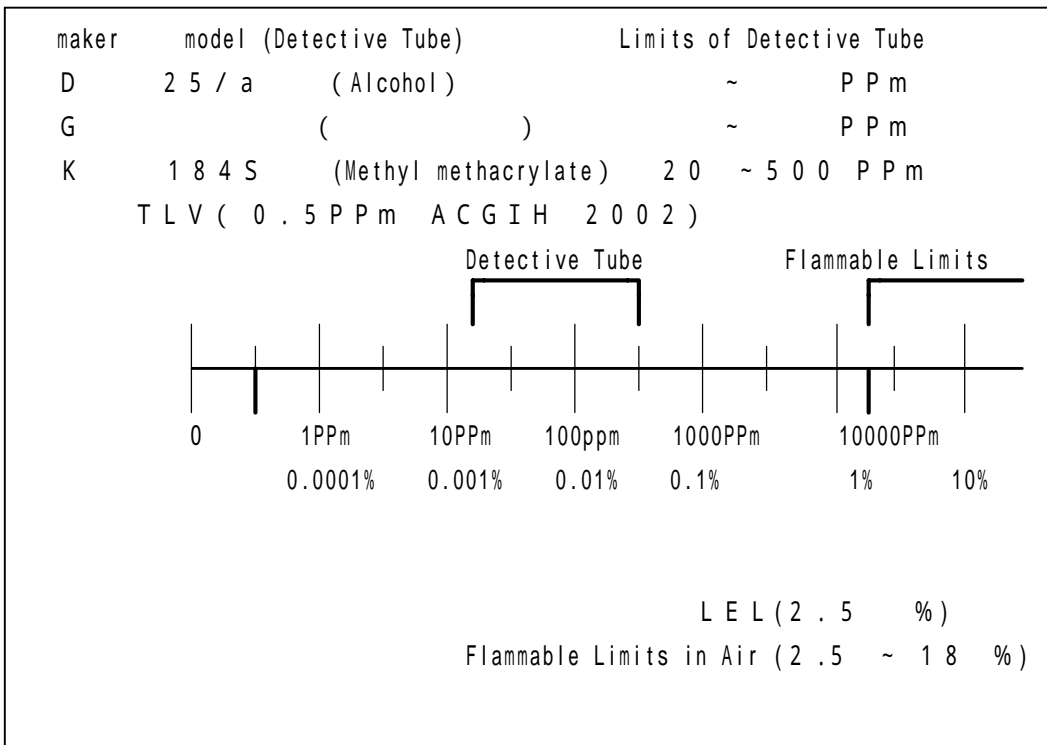 maker model (Detective Tube) Limits of Detective Tube
D 25/a (Alcohol) ~ PPm
G ( ) ~ PPm
K 184S (Methyl methacrylate) 20 ~500 PPm
TLV( 0.5PPm ACGIH 2002)
Detective Tube Flammable Limits
0 1PPm 10PPm 100ppm 1000PPm 10000PPm
0.0001% 0.001% 0.01% 0.1% 1% 10%
LEL(2.5 %)
Flammable Limits in Air (2.5 ~ 18 %)